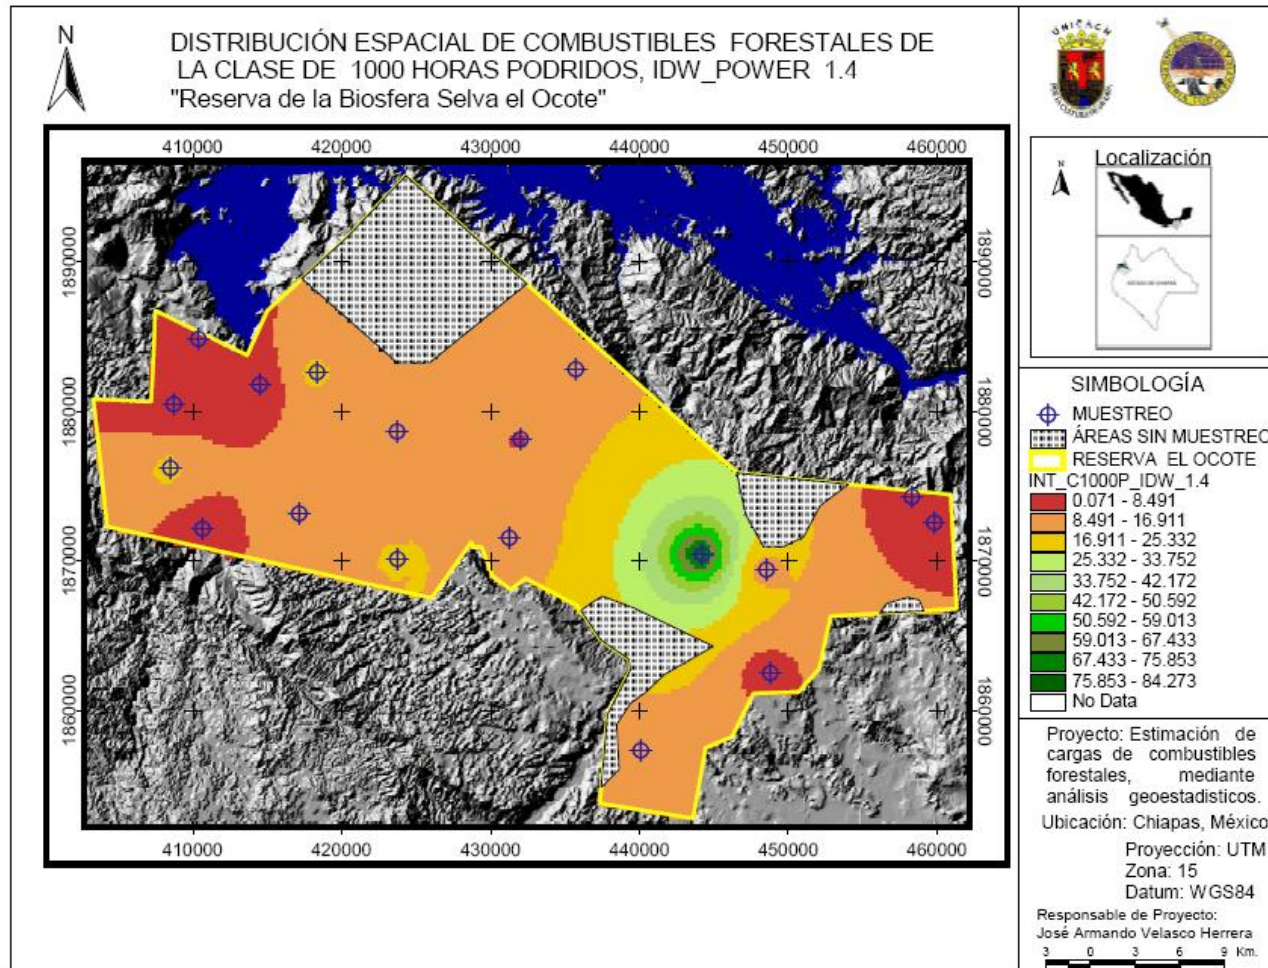 N
DISTRIBUCIÓN ESPACIAL DE COMBUSTIBLES FORESTALES DE
LA CLASE DE 1000 HORAS PODRIDOS, IDW_POWER 1.4
"Reserva de la Biosfera Selva el Ocote"
410000 420000 430000 440000 450000 460000
1890000 1890000
1880000 1880000
1870000 1870000
1860000 1860000
410000 420000 430000 440000 450000 460000
UNICACH
Localización
N
ESTADO DE CHIAPAS
SIMBOLOGÍA
MUESTREO
ÁREAS SIN MUESTREO
RESERVA EL OCOTE
INT_C1000P_IDW_1.4
0.071 - 8.491
8.491 - 16.911
16.911 - 25.332
25.332 - 33.752
33.752 - 42.172
42.172 - 50.592
50.592 - 59.013
59.013 - 67.433
67.433 - 75.853
75.853 - 84.273
No Data
Proyecto: Estimación de
cargas de combustibles
forestales, mediante
análisis geoestadisticos.
Ubicación: Chiapas, México
Proyección: UTM
Zona: 15
Datum: WGS84
Responsable de Proyecto:
José Armando Velasco Herrera
3 0 3 6 9 Km.